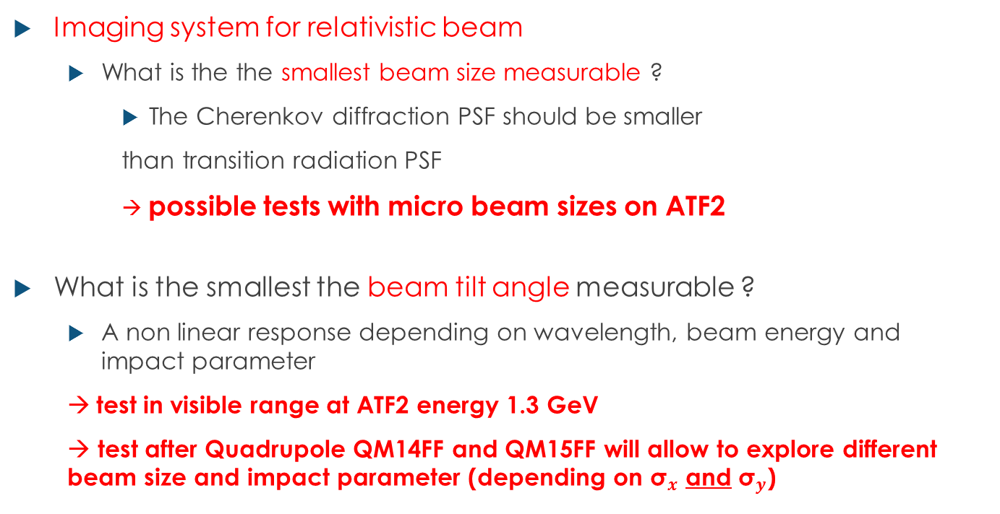 Imaging system for relativistic beam
What is the the smallest beam size measurable ?
The Cherenkov diffraction PSF should be smaller
than transition radiation PSF
→ possible tests with micro beam sizes on ATF2
What is the smallest the beam tilt angle measurable ?
A non linear response depending on wavelength, beam energy and
impact parameter
→ test in visible range at ATF2 energy 1.3 GeV
→ test after Quadrupole QM14FF and QM15FF will allow to explore different
beam size and impact parameter (depending on σₓ and σᵧ)